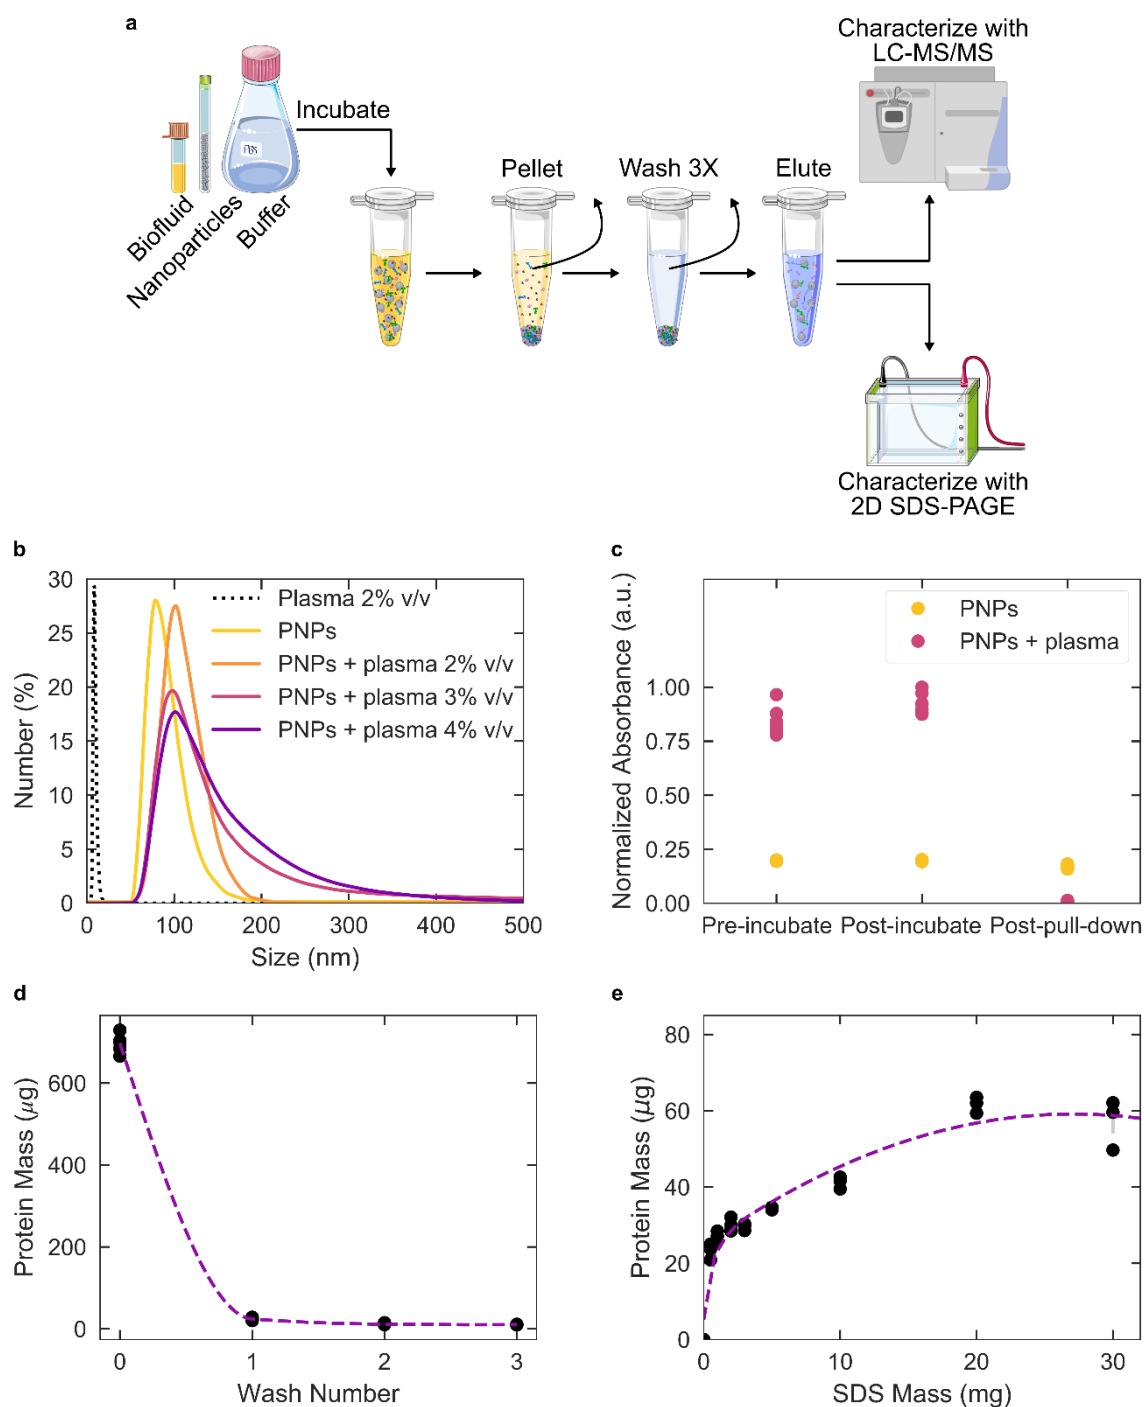 a
Characterize with
LC-MS/MS
Incubate
PBS
Biofluid
Nanoparticles
Buffer
Pellet
Wash 3X
Elute
Characterize with
2D SDS-PAGE
b
30
25
20
15
10
5
0
Number (%)
0
100
200
300
400
500
Size (nm)
Plasma 2% v/v
PNPs
PNPs + plasma 2% v/v
PNPs + plasma 3% v/v
PNPs + plasma 4% v/v
c
Normalized Absorbance (a.u.)
1.00
0.75
0.50
0.25
0.00
PNPs
PNPs + plasma
Pre-incubate
Post-incubate
Post-pull-down
d
Protein Mass (μg)
600
400
200
0
0
1
2
3
Wash Number
e
Protein Mass (μg)
80
60
40
20
0
0
10
20
30
SDS Mass (mg)